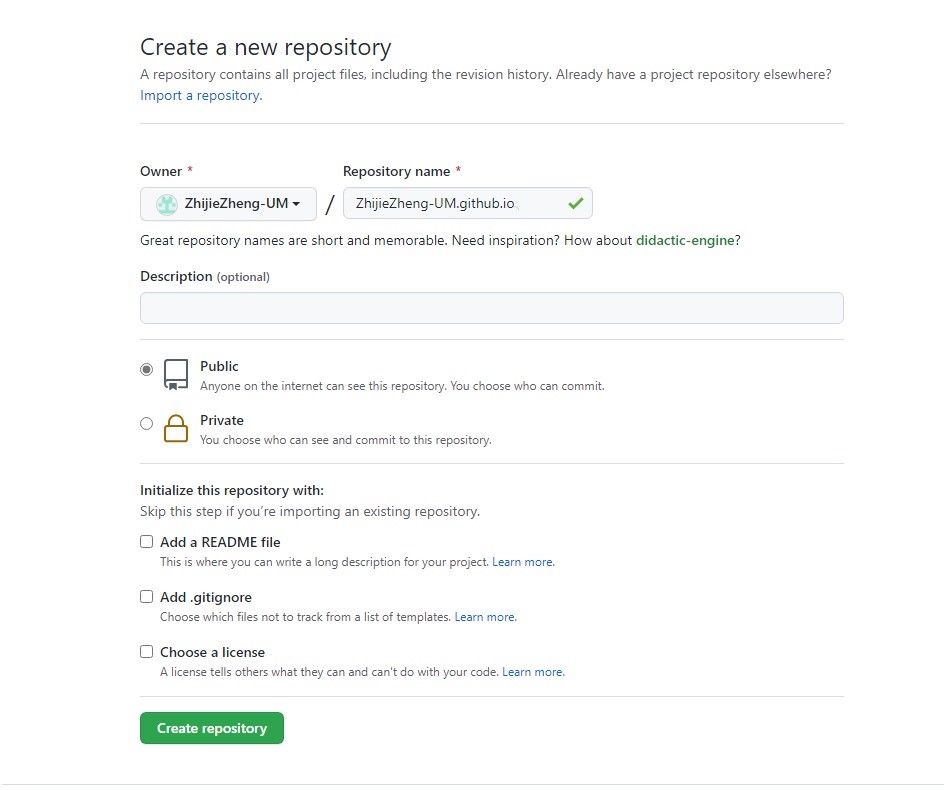 Create a new repository
A repository contains all project files, including the revision history. Already have a project repository elsewhere?
Import a repository.
Owner * Repository name *
ZhijieZheng-UM / ZhijieZheng-UM.github.io
Great repository names are short and memorable. Need inspiration? How about didactic-engine?
Description (optional)
Public
Anyone on the internet can see this repository. You choose who can commit.
Private
You choose who can see and commit to this repository.
Initialize this repository with:
Skip this step if you’re importing an existing repository.
Add a README file
This is where you can write a long description for your project. Learn more.
Add .gitignore
Choose which files not to track from a list of templates. Learn more.
Choose a license
A license tells others what they can and can't do with your code. Learn more.
Create repository